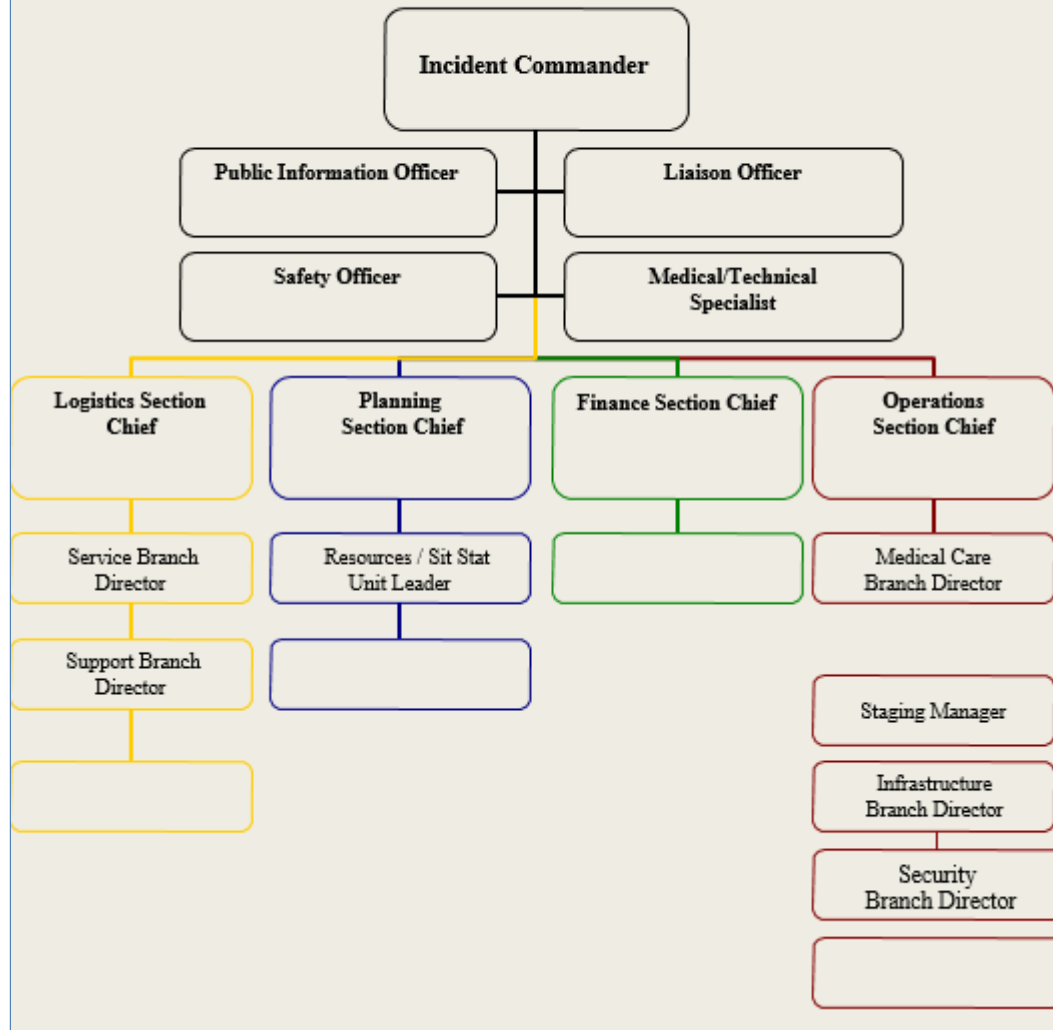 Incident Commander
Public Information Officer
Liaison Officer
Safety Officer
Medical/Technical
Specialist
Logistics Section
Chief
Planning
Section Chief
Finance Section Chief
Operations
Section Chief
Service Branch
Director
Resources / Sit Stat
Unit Leader
Medical Care
Branch Director
Support Branch
Director
Staging Manager
Infrastructure
Branch Director
Security
Branch Director